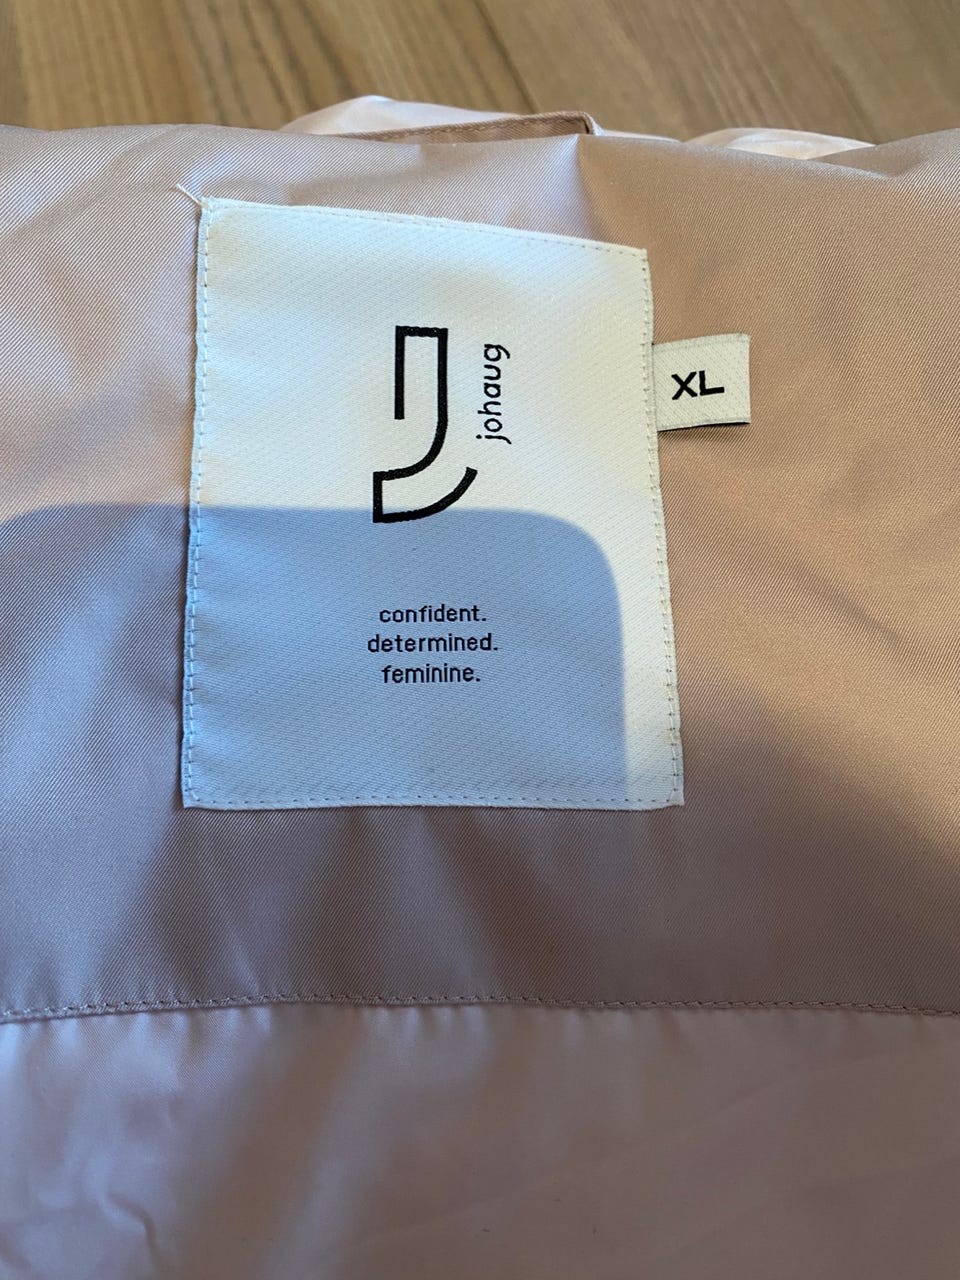 johaug
XL
confident.
determined.
feminine.